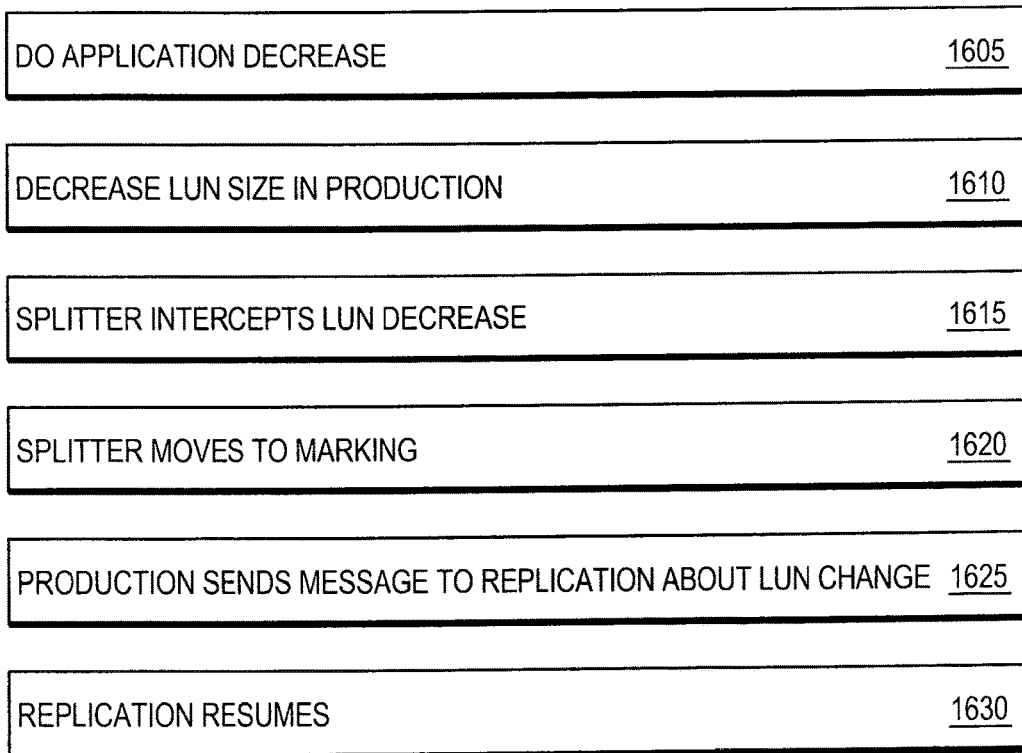 DO APPLICATION DECREASE 1605
DECREASE LUN SIZE IN PRODUCTION 1610
SPLITTER INTERCEPTS LUN DECREASE 1615
SPLITTER MOVES TO MARKING 1620
PRODUCTION SENDS MESSAGE TO REPLICATION ABOUT LUN CHANGE 1625
REPLICATION RESUMES 1630